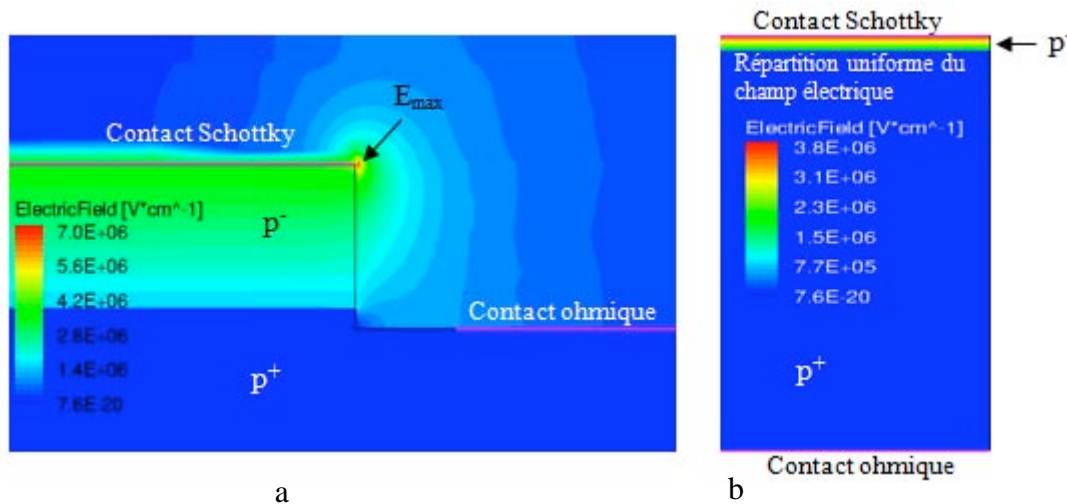 Contact Schottky
E_max
ElectricField [V*cm^-1]
7.0E+06
5.6E+06
4.2E+06
2.8E+06
1.4E+06
7.6E-20
p-
Contact ohmique
p+
a
Contact Schottky
p-
Répartition uniforme du
champ électrique
ElectricField [V*cm^-1]
3.8E+06
3.1E+06
2.3E+06
1.5E+06
7.7E+05
7.6E-20
p+
Contact ohmique
b